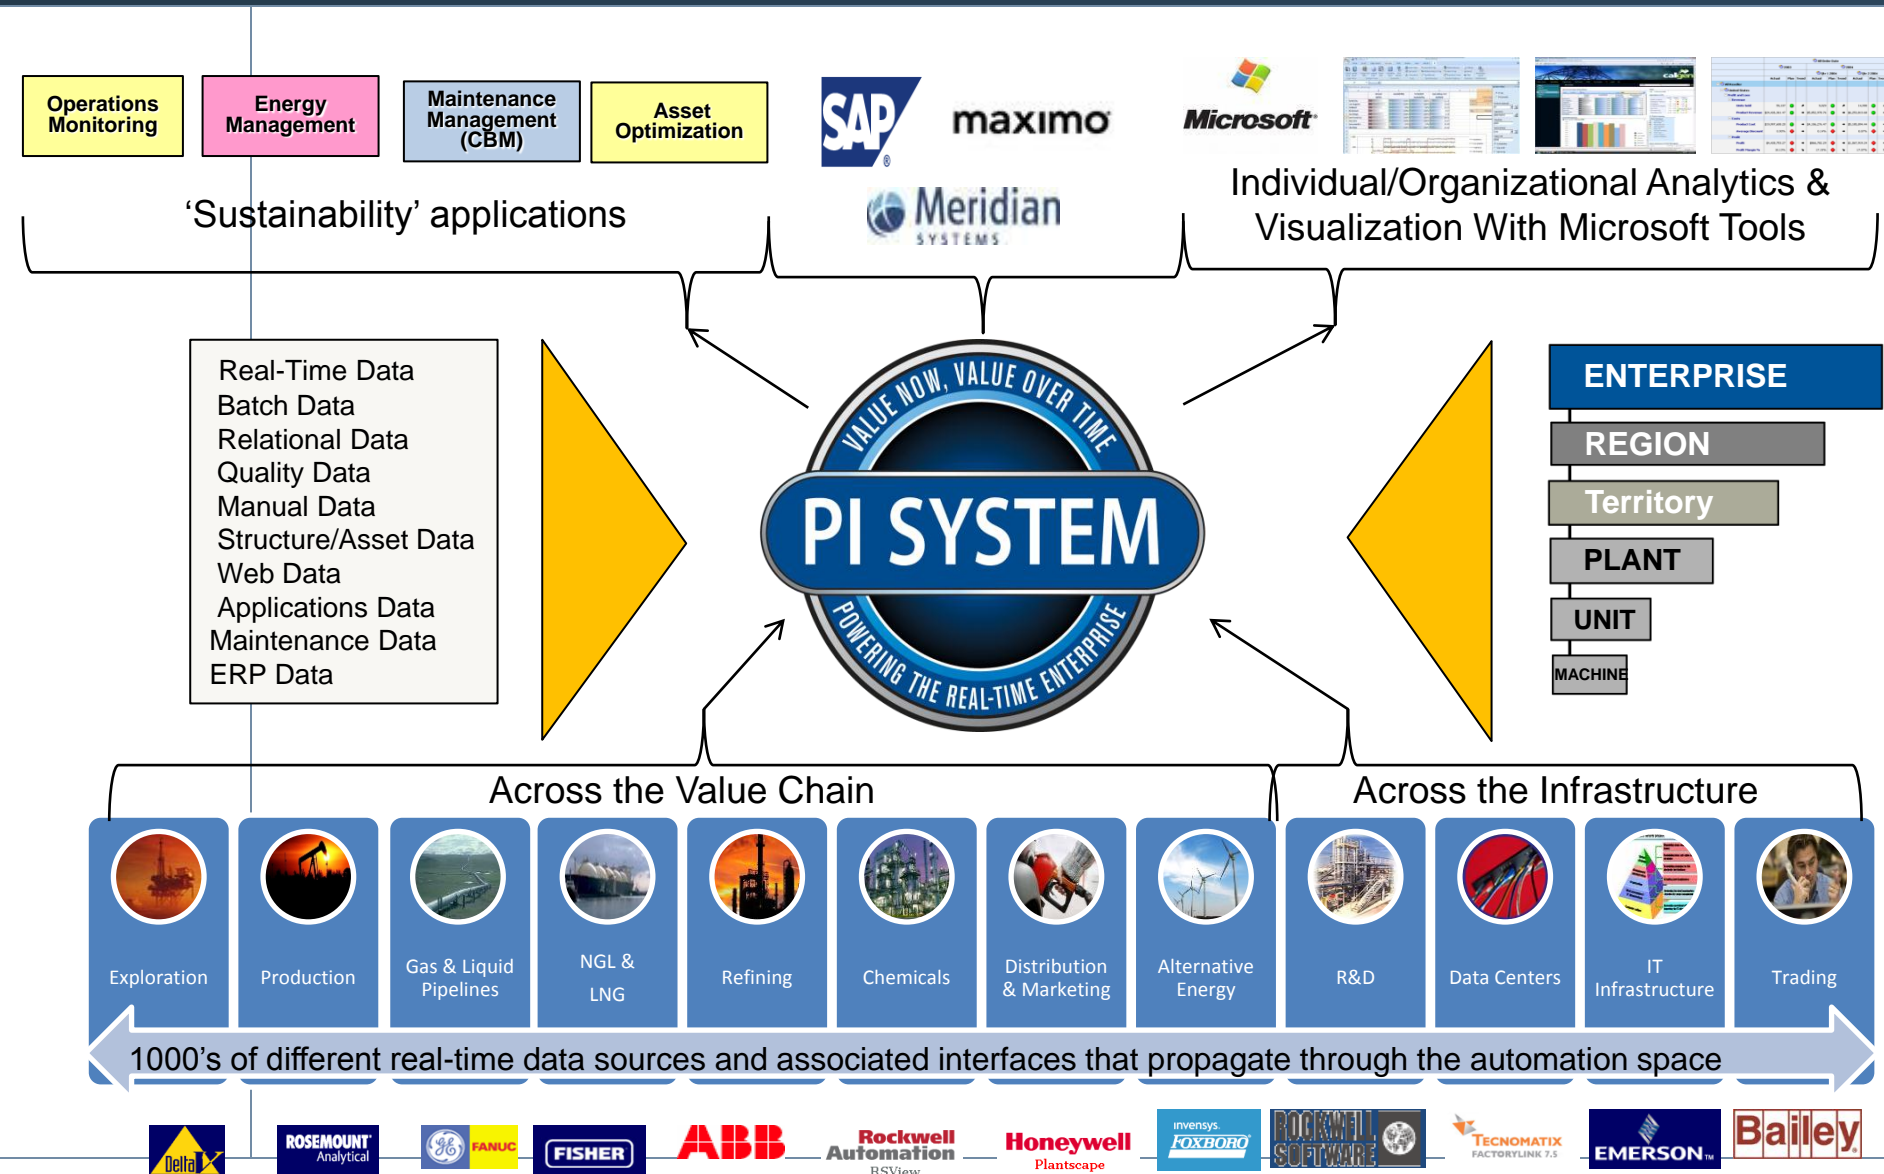 Operations
Monitoring
Energy
Management
Maintenance
Management
(CBM)
Asset
Optimization
SAP
®
maximo
Microsoft®
Meridian
SYSTEMS
‘Sustainability’ applications
Individual/Organizational Analytics &
Visualization With Microsoft Tools
Real-Time Data
Batch Data
Relational Data
Quality Data
Manual Data
Structure/Asset Data
Web Data
Applications Data
Maintenance Data
ERP Data
VALUE NOW, VALUE OVER TIME
PI SYSTEM
POWERING THE REAL-TIME ENTERPRISE
ENTERPRISE
REGION
Territory
PLANT
UNIT
MACHINE
Across the Value Chain
Across the Infrastructure
Exploration
Production
Gas & Liquid
Pipelines
NGL &
LNG
Refining
Chemicals
Distribution
& Marketing
Alternative
Energy
R&D
Data Centers
IT
Infrastructure
Trading
1000’s of different real-time data sources and associated interfaces that propagate through the automation space
Delta V
ROSEMOUNT®
Analytical
GE
FANUC
FISHER
ABB
Rockwell
Automation
RSView
Honeywell
Plantscape
invensys.
FOXBORO
ROCKWELL
SOFTWARE
TECNOMATIX
FACTORYLINK 7.5
EMERSON™
Bailey